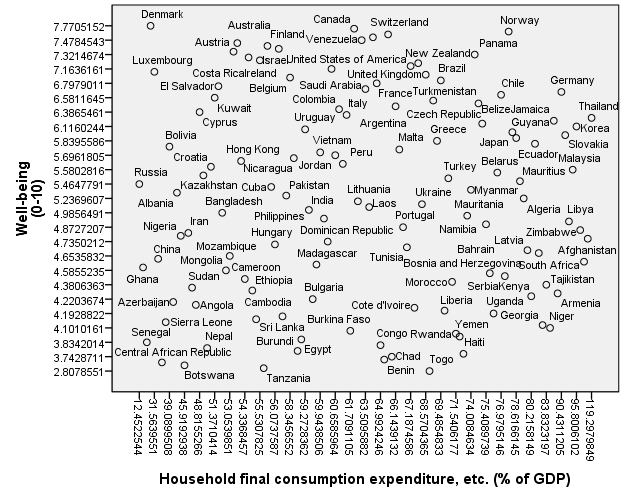 Denmark
Australia
Canada
Switzerland
Norway
7.7705152
Finland
Venezuela
7.4784543
Austria
Panama
7.3214674
Luxembourg
Israel
United States of America
New Zealand
7.1636161
Costa Rica
Ireland
United Kingdom
Brazil
6.7979011
El Salvador
Belgium
Saudi Arabia
France
Turkmenistan
Chile
Germany
6.5811645
Kuwait
Colombia
Italy
Belize
Jamaica
Thailand
6.3865461
Cyprus
Uruguay
Argentina
Czech Republic
Guyana
Korea
6.1160244
Bolivia
Malta
Greece
Japan
5.8395586
Vietnam
Ecuador
Slovakia
5.6961805
Croatia
Hong Kong
Jordan
Peru
Malaysia
5.5802816
Russia
Nicaragua
Turkey
Belarus
Mauritius
5.4647791
Kazakhstan
Cuba
Pakistan
Lithuania
Ukraine
Myanmar
5.2369607
Albania
Bangladesh
Laos
Algeria
Libya
4.9856491
Nigeria
Iran
Philippines
India
Portugal
Mauritania
4.8727207
Hungary
Dominican Republic
Namibia
Zimbabwe
4.7350212
China
Mozambique
Madagascar
Tunisia
Bahrain
Latvia
Afghanistan
4.6535832
Mongolia
Cameroon
Bosnia and Herzegovina
South Africa
4.5855235
Ghana
Sudan
Ethiopia
Bulgaria
Morocco
Serbia
Kenya
Tajikistan
4.3806363
Azerbaijan
Angola
Cambodia
Cote d'Ivoire
Liberia
Uganda
Armenia
4.2203674
4.1928822
Sierra Leone
Sri Lanka
Burkina Faso
Yemen
Georgia
Niger
4.0101161
Senegal
Nepal
Burundi
Congo
Rwanda
Haiti
3.8342014
Central African Republic
Egypt
Chad
Togo
3.7428711
Botswana
Tanzania
Benin
2.8078551
Well-being
(0-10)
12.4522544
31.5639551
39.0899508
45.9192938
48.8155266
51.3710414
53.0539851
54.3368457
55.5307825
56.0737587
58.3456552
59.2728362
59.9438506
60.6585964
61.7091105
63.5095882
64.9924246
66.1439132
67.1874586
68.5704365
69.4854833
71.5406177
74.0084634
75.4089739
76.9795146
78.6166145
80.2158149
83.8323197
90.4311205
95.8006102
119.2979849
Household final consumption expenditure, etc. (% of GDP)